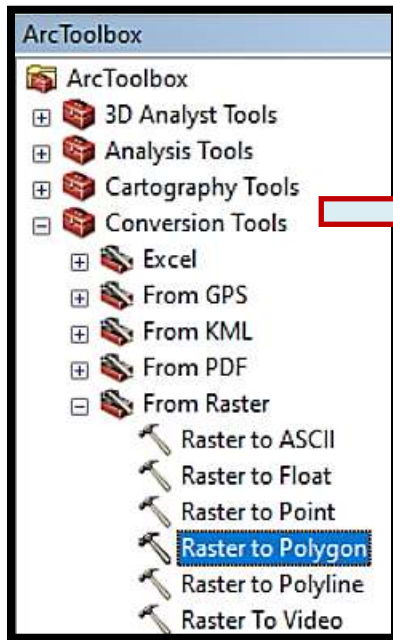 ArcToolbox
ArcToolbox
3D Analyst Tools
Analysis Tools
Cartography Tools
Conversion Tools
Excel
From GPS
From KML
From PDF
From Raster
Raster to ASCII
Raster to Float
Raster to Point
Raster to Polygon
Raster to Polyline
Raster To Video